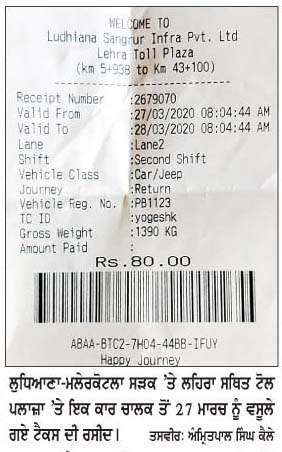 WELCOME TO
Ludhiana Sangrur Infra Pvt. Ltd
Lehra Toll Plaza
(km 5+938 to Km 43+100)
Receipt Number :2679070
Valid From :27/03/2020 08:04:44 AM
Valid To :28/03/2020 08:04:44 AM
Lane :Lane2
Shift :Second Shift
Vehicle Class :Car/Jeep
Journey :Return
Vehicle Reg. No. :PB1123
TC ID :yogeshk
Gross Weight :1390 KG
Amount Paid :
Rs.80.00
ABAA-BTC2-7H04-44BB-IFUY
Happy Journey
ਲੁਧਿਆਣਾ-ਮਲੇਰਕੋਟਲਾ ਸੜਕ 'ਤੇ ਲਹਿਰਾ ਸਥਿਤ ਟੋਲ
ਪਲਾਜ਼ਾ 'ਤੇ ਇਕ ਕਾਰ ਚਾਲਕ ਤੋਂ 27 ਮਾਰਚ ਨੂੰ ਵਸੂਲੇ
ਗਏ ਟੈਕਸ ਦੀ ਰਸੀਦ। ਤਸਵੀਰ: ਅੰਮ੍ਰਿਤਪਾਲ ਸਿੰਘ ਕੈਲੇ